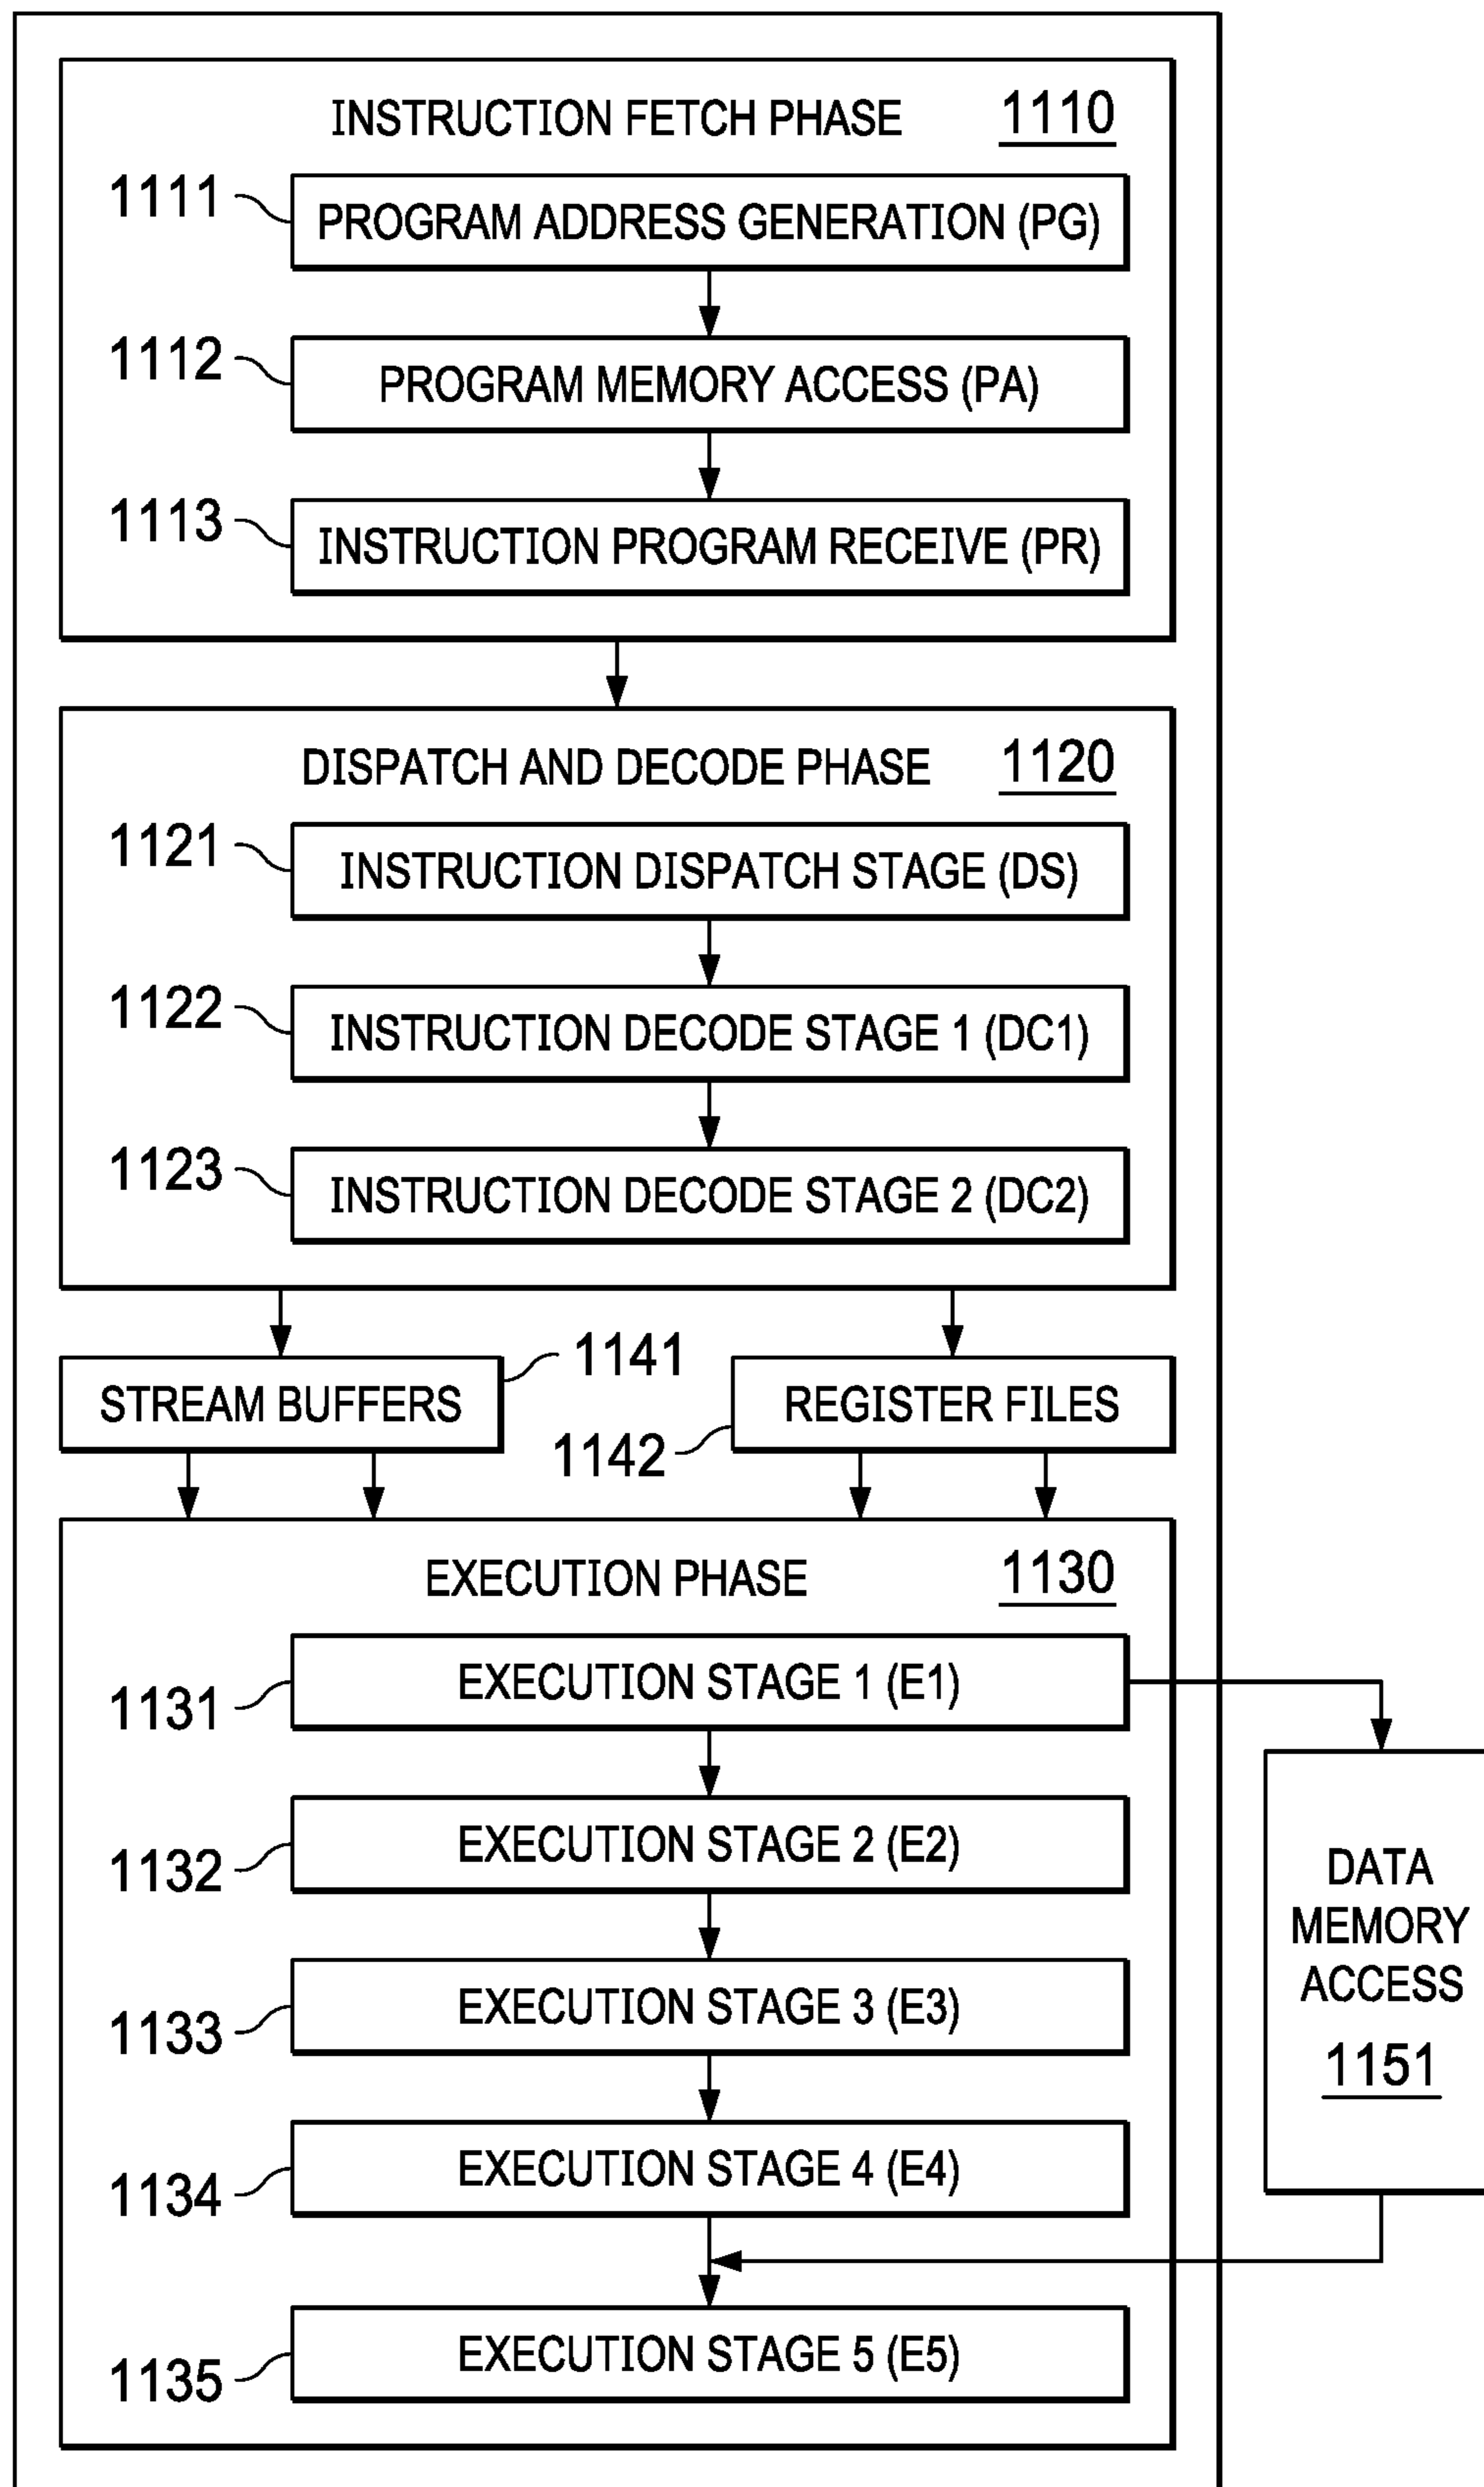 INSTRUCTION FETCH PHASE 1110
1111 PROGRAM ADDRESS GENERATION (PG)
1112 PROGRAM MEMORY ACCESS (PA)
1113 INSTRUCTION PROGRAM RECEIVE (PR)
DISPATCH AND DECODE PHASE 1120
1121 INSTRUCTION DISPATCH STAGE (DS)
1122 INSTRUCTION DECODE STAGE 1 (DC1)
1123 INSTRUCTION DECODE STAGE 2 (DC2)
STREAM BUFFERS 1141
1142 REGISTER FILES
EXECUTION PHASE 1130
1131 EXECUTION STAGE 1 (E1)
1132 EXECUTION STAGE 2 (E2)
1133 EXECUTION STAGE 3 (E3)
1134 EXECUTION STAGE 4 (E4)
1135 EXECUTION STAGE 5 (E5)
DATA
MEMORY
ACCESS
1151